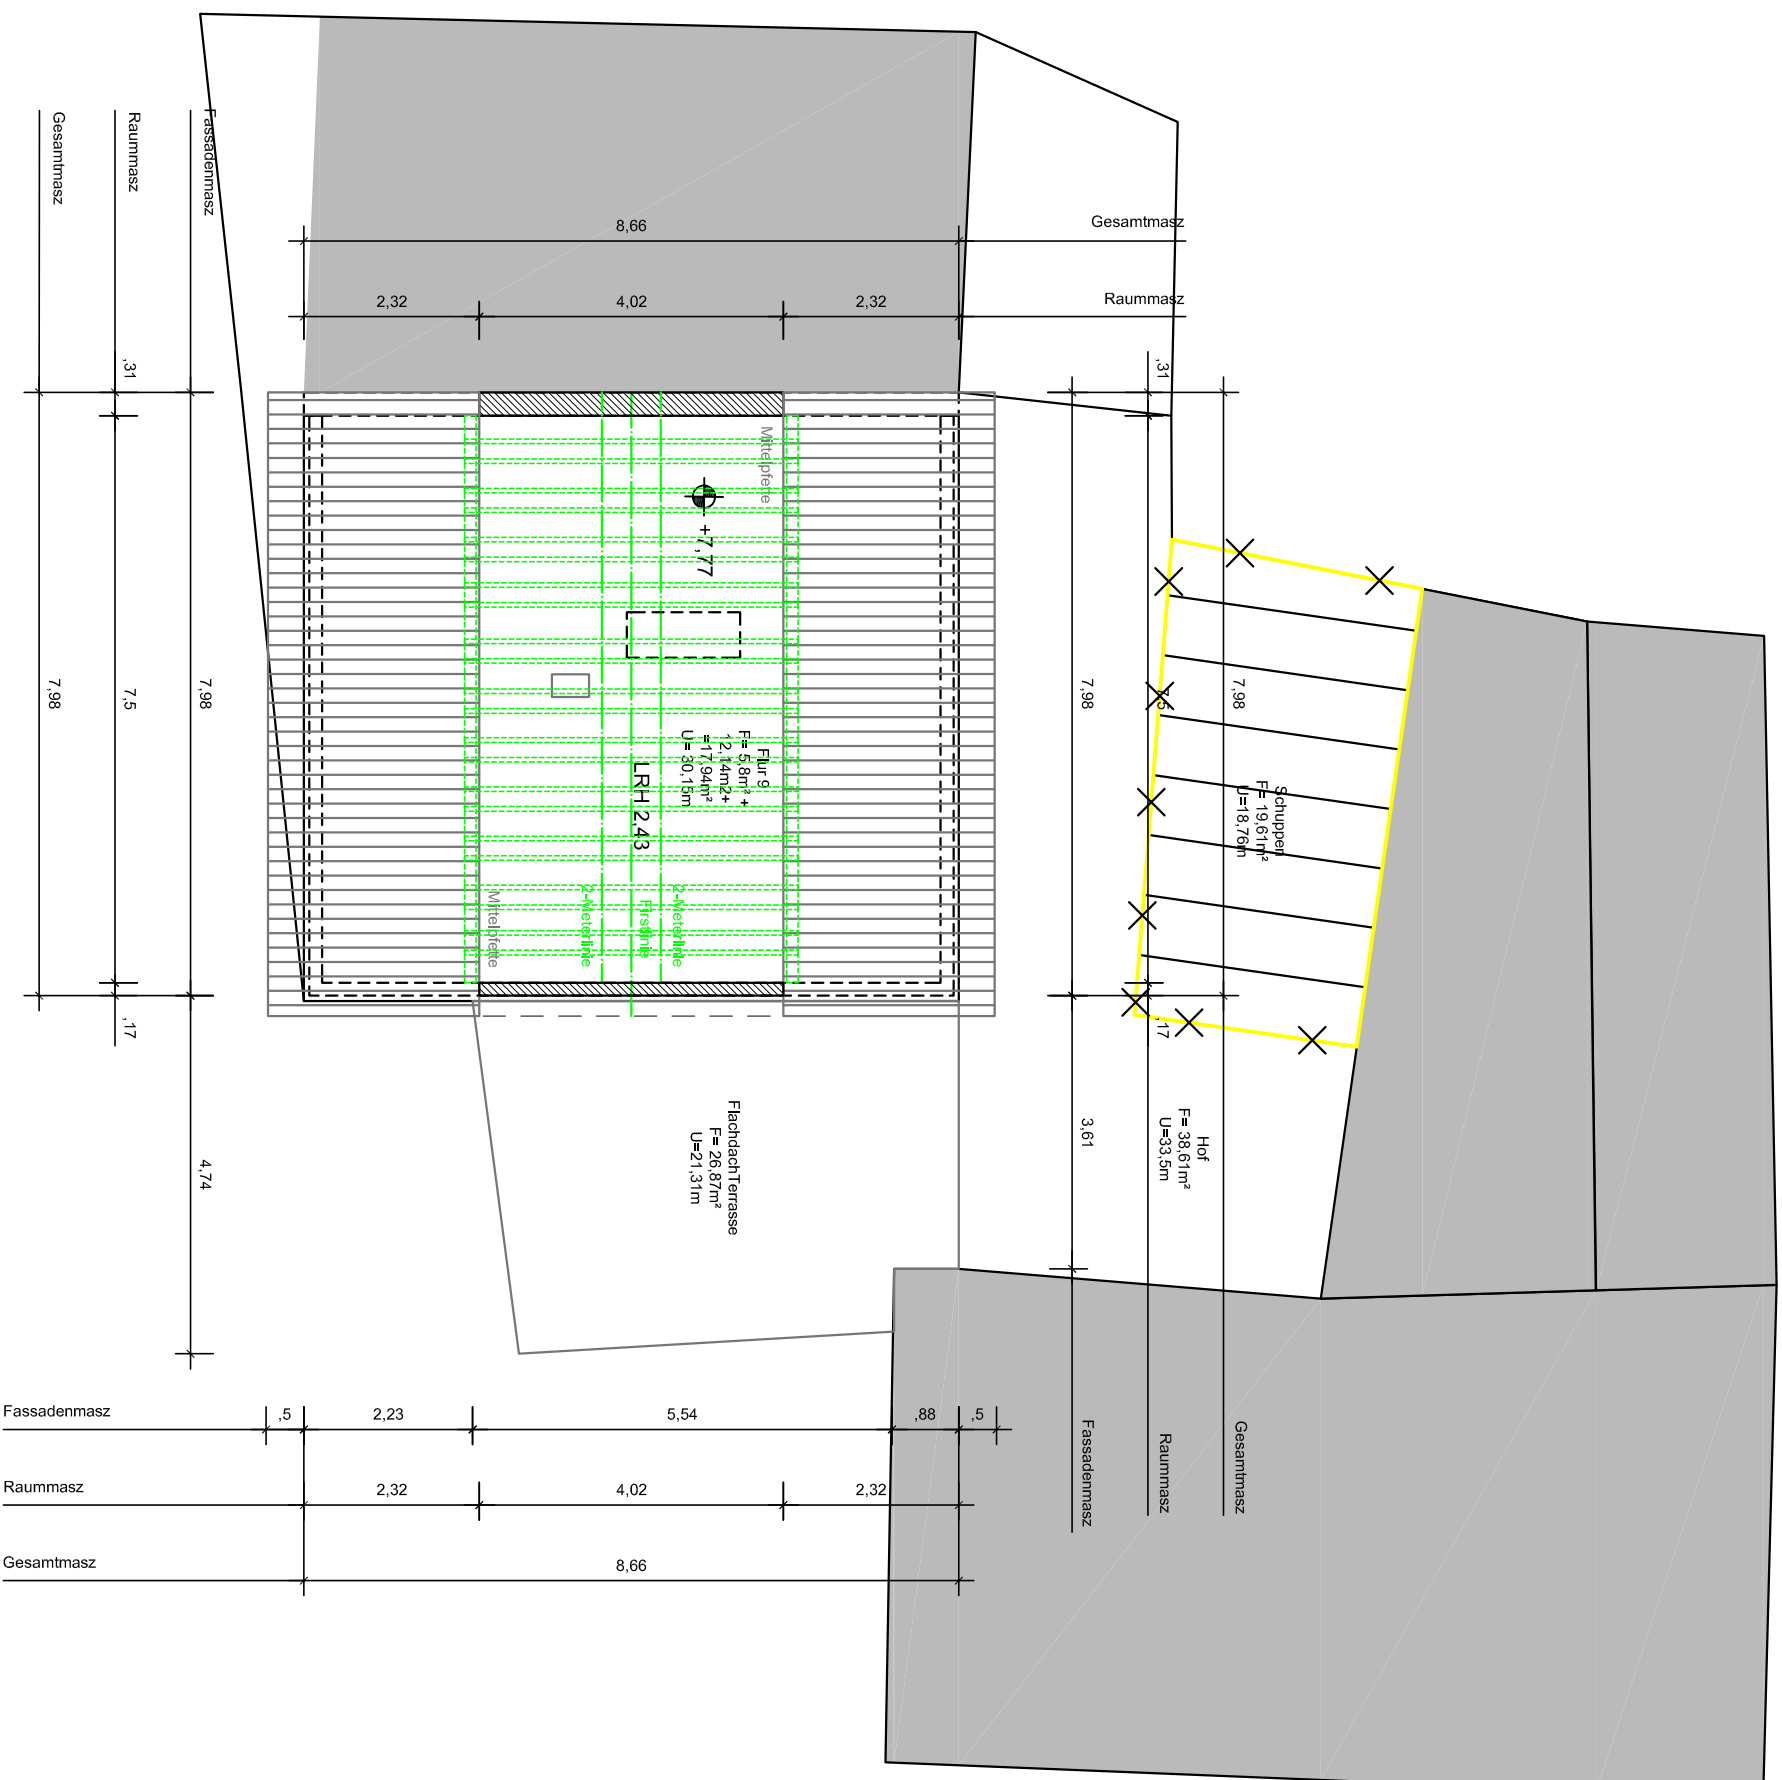 Gesamtmasz
Raummasz
Fassadenmasz
8,66
Gesamtmasz
2,32
4,02
2,32
Raummasz
,31
,31
Mittelpfette
+7,77
7,98
7,5
7,98
7,98
7,5
7,98
Flur 9
F= 5,8m² +
12,14m2+
=17,94m²
U= 30,15m
LRH 2,43
Schuppen
F= 19,61m²
U=18,76m
Mittelpfette
2-Meterlinie
Firstlinie
2-Meterlinie
,17
,17
FlachdachTerrasse
F= 26,87m²
U=21,31m
Hof
F= 38,61m²
U=33,5m
3,61
4,74
Fassadenmasz
,5
2,23
5,54
,88
,5
Raummasz
2,32
4,02
2,32
Gesamtmasz
8,66
Fassadenmasz
Raummasz
Gesamtmasz